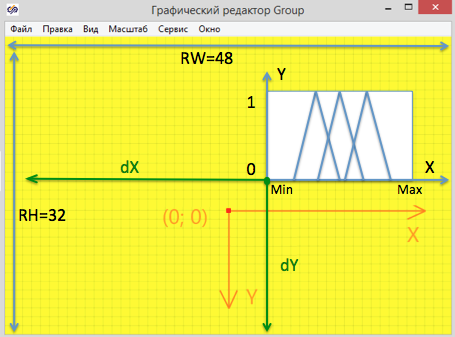 Графический редактор Group
Файл Правка Вид Масштаб Сервис Окно
RW=48
Y
1
dX
0
X
Min Max
RH=32
(0; 0)
X
dY
Y